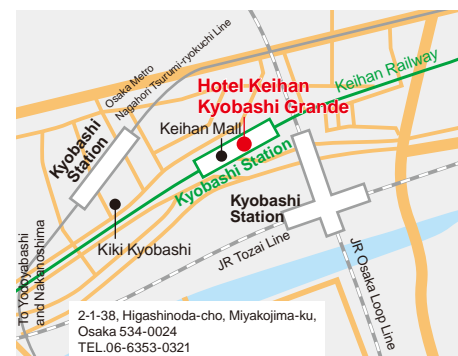 Osaka Metro
Nagahori Tsurumi-ryokuchi Line
Hotel Keihan
Kyobashi Grande
Keihan Railway
Keihan Mall
Kyobashi
Station
Kyobashi Station
Kyobashi
Station
Kiki Kyobashi
JR Tozai Line
JR Osaka Loop Line
To Yodoyabashi
and Nakanoshima
2-1-38, Higashinoda-cho, Miyakojima-ku,
Osaka 534-0024
TEL.06-6353-0321